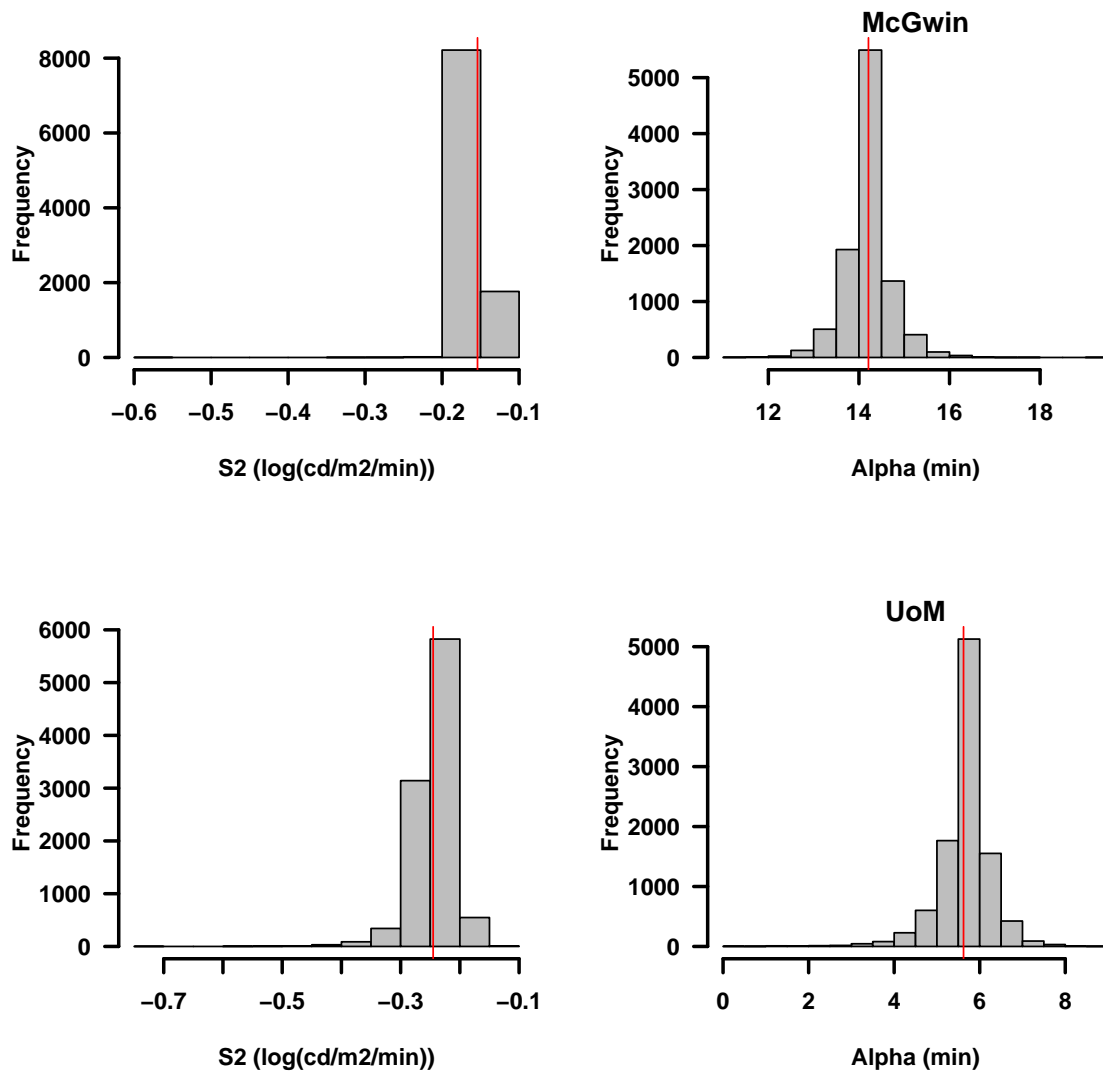 McGwin
Frequency
8000
6000
4000
2000
0
−0.6 −0.5 −0.4 −0.3 −0.2 −0.1
S2 (log(cd/m2/min))
Frequency
5000
4000
3000
2000
1000
0
12 14 16 18
Alpha (min)
UoM
Frequency
6000
5000
4000
3000
2000
1000
0
−0.7 −0.5 −0.3 −0.1
S2 (log(cd/m2/min))
Frequency
5000
4000
3000
2000
1000
0
0 2 4 6 8
Alpha (min)